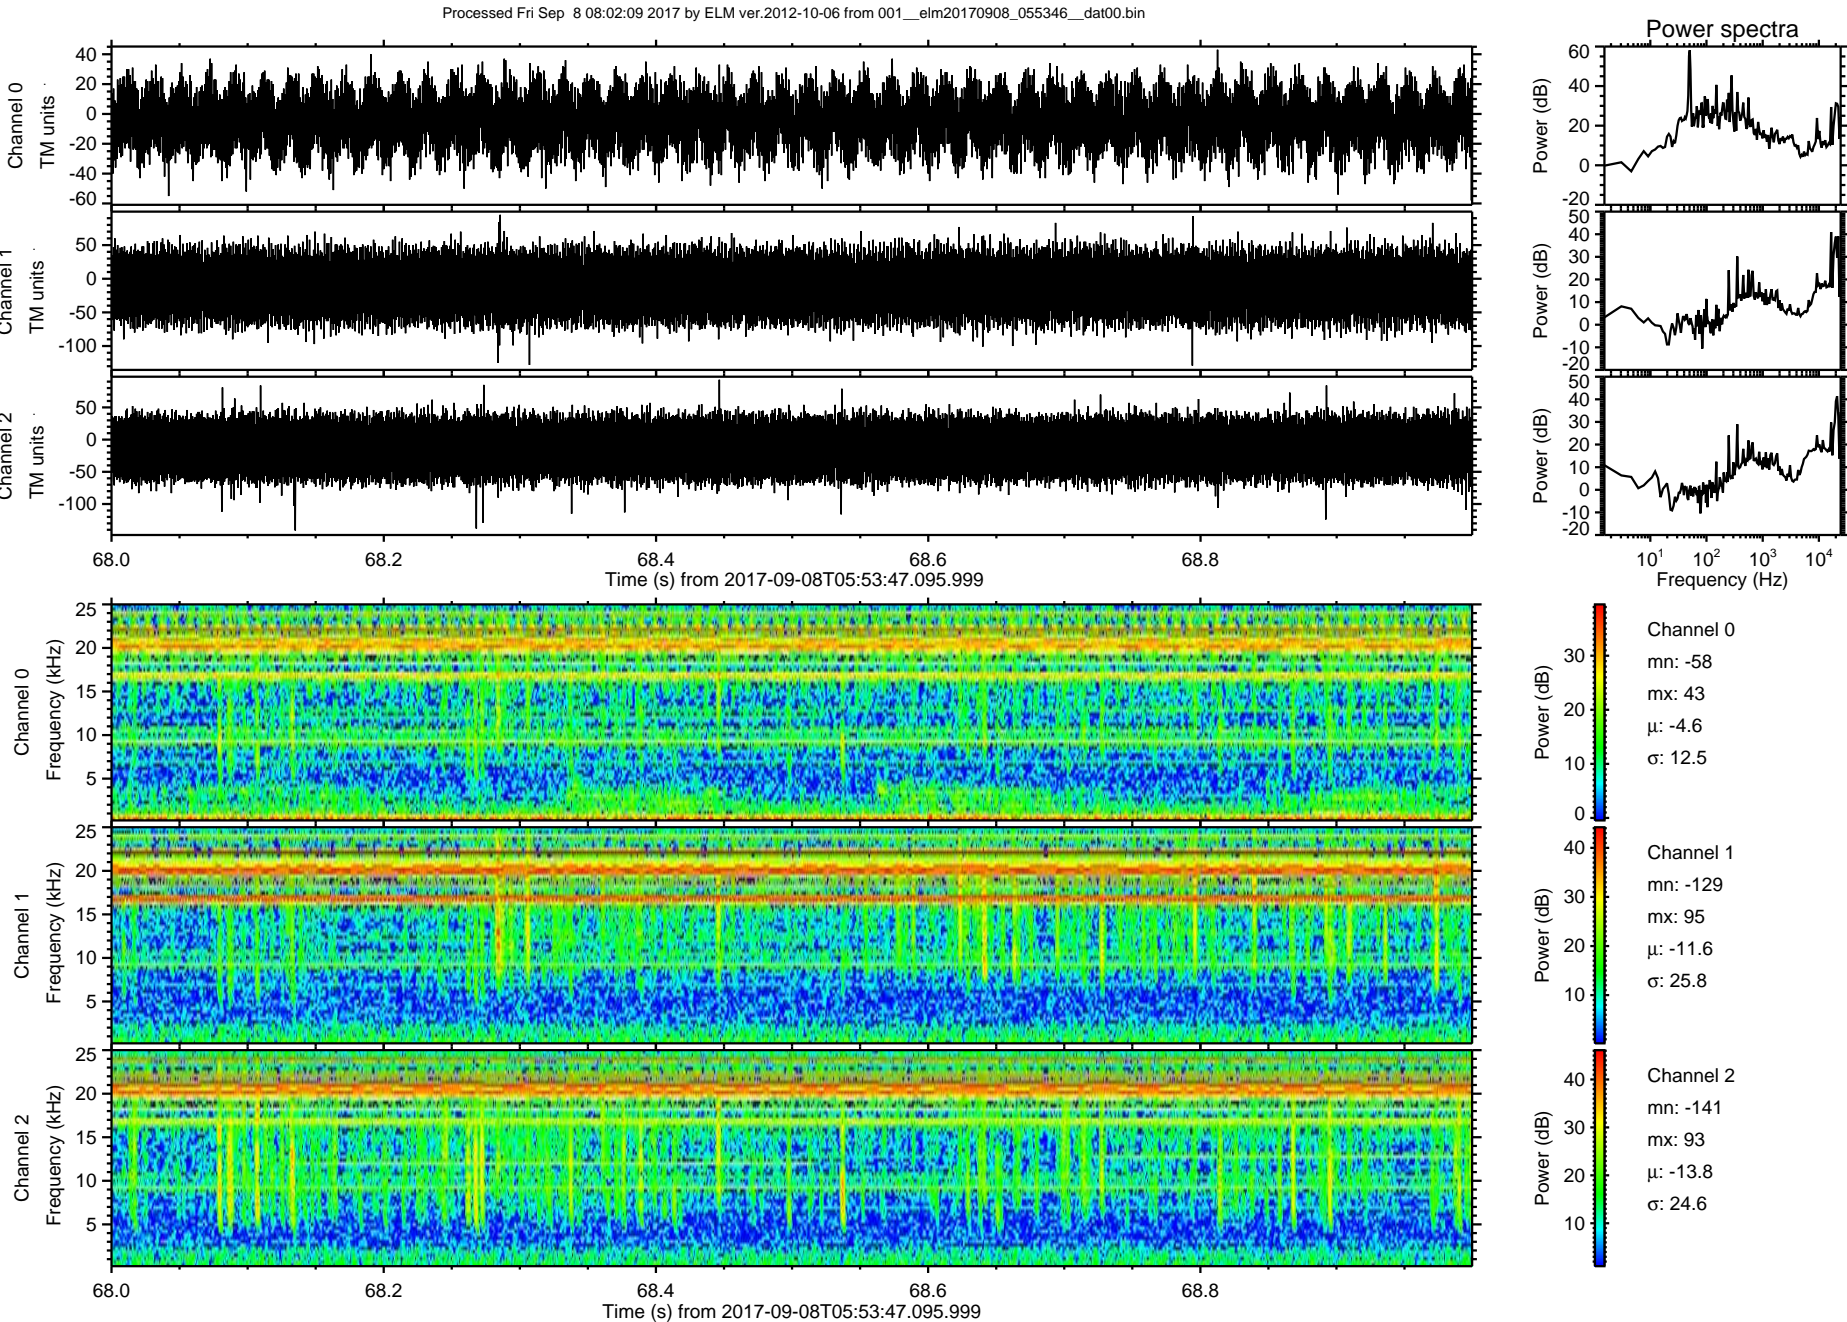 Processed Fri Sep 8 08:02:09 2017 by ELM ver.2012-10-06 from 001__elm20170908_055346__dat00.bin
Power spectra
Channel 0
TM units
40
20
0
-20
-40
-60
Power (dB)
60
40
20
0
-20
Channel 1
TM units
50
0
-50
-100
Power (dB)
50
40
30
20
10
0
-10
-20
Channel 2
TM units
50
0
-50
-100
Power (dB)
50
40
30
20
10
0
-10
-20
68.0 68.2 68.4 68.6 68.8
Time (s) from 2017-09-08T05:53:47.095.999
10^1 10^2 10^3 10^4
Frequency (Hz)
Channel 0
Frequency (kHz)
25
20
15
10
5
Power (dB)
30
20
10
0
Channel 0
mn: -58
mx: 43
μ: -4.6
σ: 12.5
Channel 1
Frequency (kHz)
25
20
15
10
5
Power (dB)
40
30
20
10
Channel 1
mn: -129
mx: 95
μ: -11.6
σ: 25.8
Channel 2
Frequency (kHz)
25
20
15
10
5
Power (dB)
40
30
20
10
Channel 2
mn: -141
mx: 93
μ: -13.8
σ: 24.6
68.0 68.2 68.4 68.6 68.8
Time (s) from 2017-09-08T05:53:47.095.999